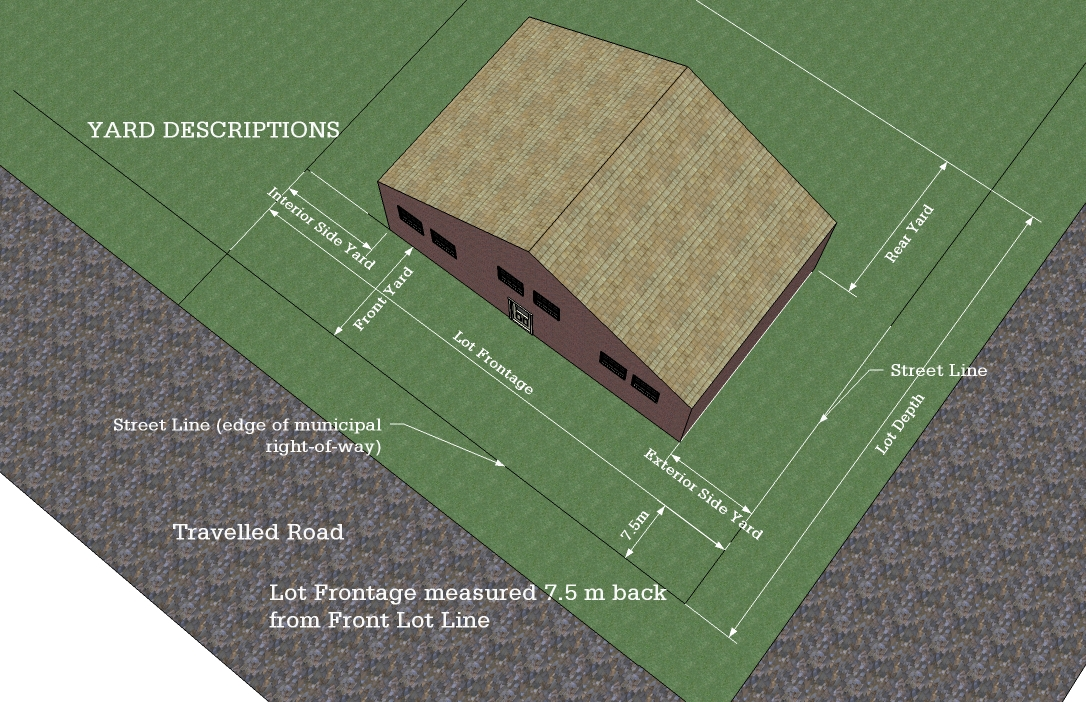 YARD DESCRIPTIONS
Interior Side Yard
Front Yard
Rear Yard
Lot Frontage
Street Line
Lot Depth
Street Line (edge of municipal
right-of-way)
Exterior Side Yard
7.5m
Travelled Road
Lot Frontage measured 7.5 m back
from Front Lot Line